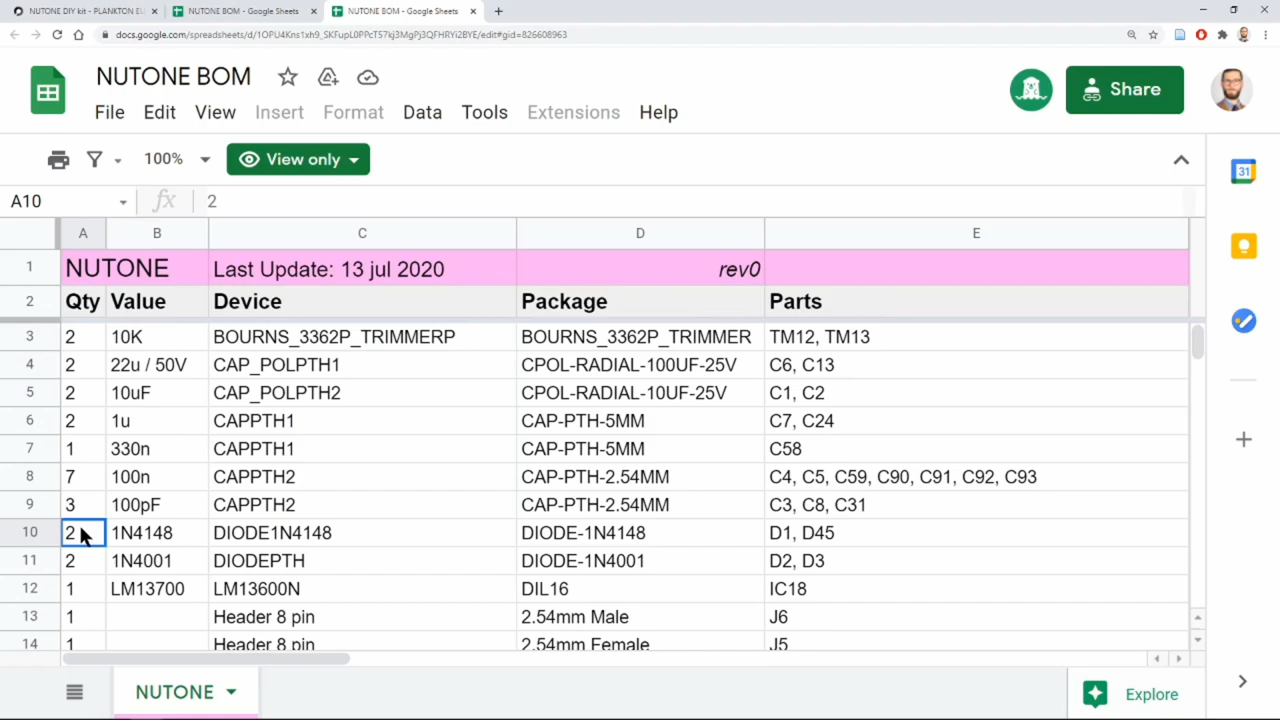 NUTONE DIY kit - PLANKTON EL
NUTONE BOM - Google Sheets
NUTONE BOM - Google Sheets
docs.google.com/spreadsheets/d/1OPU4Kns1xh9_SKFupL0PPcTS7kj3MgPj3QFHRYi2BYE/edit#gid=826608963
NUTONE BOM
Share
File Edit View Insert Format Data Tools Extensions Help
100% View only
31
A10 fx 2
A B C D E
1 NUTONE Last Update: 13 jul 2020 rev0
2 Qty Value Device Package Parts
3 2 10K BOURNS_3362P_TRIMMERP BOURNS_3362P_TRIMMER TM12, TM13
4 2 22u / 50V CAP_POLPTH1 CPOL-RADIAL-100UF-25V C6, C13
5 2 10uF CAP_POLPTH2 CPOL-RADIAL-10UF-25V C1, C2
6 2 1u CAPPTH1 CAP-PTH-5MM C7, C24
7 1 330n CAPPTH1 CAP-PTH-5MM C58
8 7 100n CAPPTH2 CAP-PTH-2.54MM C4, C5, C59, C90, C91, C92, C93
9 3 100pF CAPPTH2 CAP-PTH-2.54MM C3, C8, C31
10 2 1N4148 DIODE1N4148 DIODE-1N4148 D1, D45
11 2 1N4001 DIODEPTH DIODE-1N4001 D2, D3
12 1 LM13700 LM13600N DIL16 IC18
13 1 Header 8 pin 2.54mm Male J6
14 1 Header 8 pin 2.54mm Female J5
NUTONE
Explore